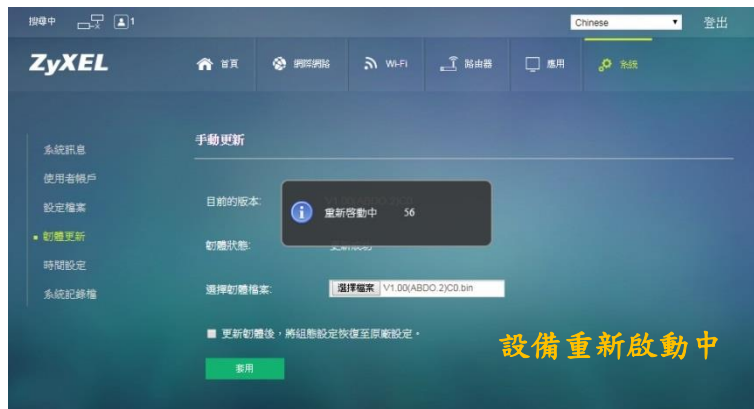 搜尋中 1 Chinese 登出
ZyXEL 首頁 網際網路 Wi-Fi 路由器 應用 系統
手動更新
系統訊息
使用者帳戶
設定檔案
韌體更新
時間設定
系統記錄檔
目前的版本:
重新啓動中 56
韌體狀態:
更新成功
選擇韌體檔案: 選擇檔案 V1.00(ABDO.2)C0.bin
更新韌體後，將組態設定恢復至原廠設定。
套用
設備重新啟動中